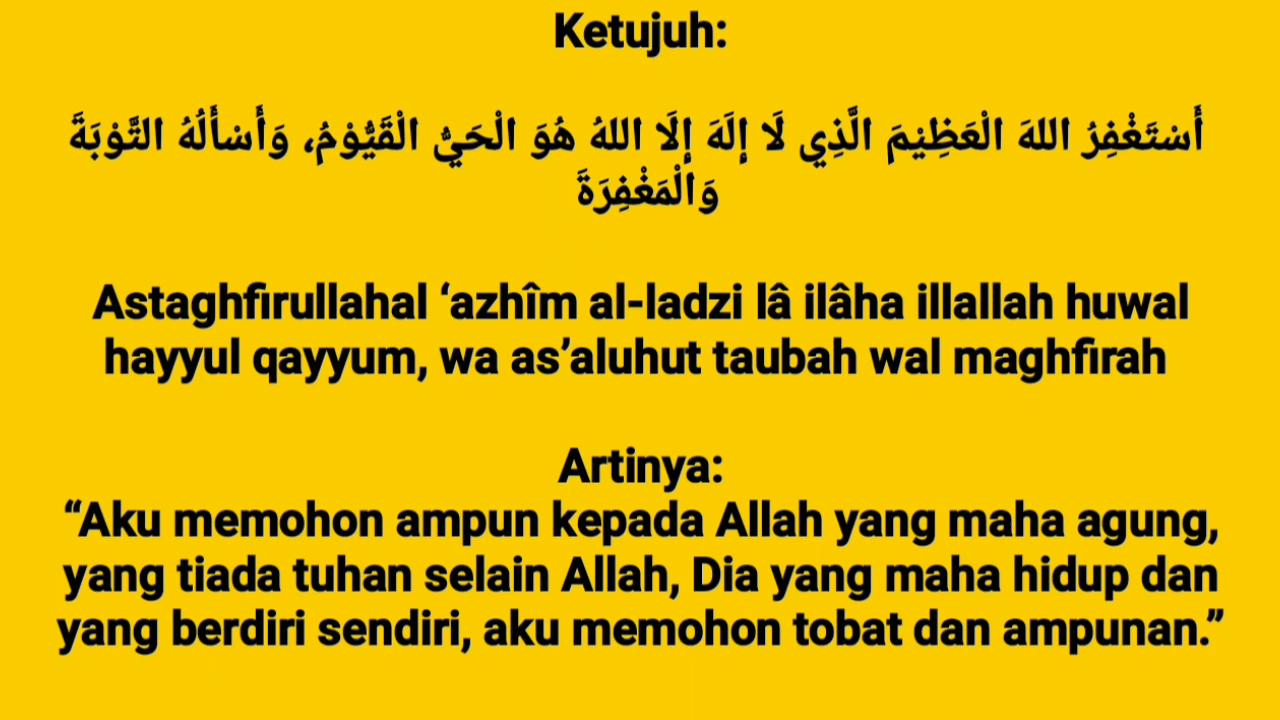 Ketujuh:
أَسْتَغْفِرُ اللهَ الْعَظِيْمَ الَّذِي لَا إِلَهَ إِلَا اللهُ هُوَ الْحَيُّ الْقَيُّوْمُ، وَأَسْأَلُهُ التَّوْبَةَ
وَالْمَغْفِرَةَ
Astaghfirullahal ‘azhîm al-ladzi lâ ilâha illallah huwal
hayyul qayyum, wa as’aluhut taubah wal maghfirah
Artinya:
“Aku memohon ampun kepada Allah yang maha agung,
yang tiada tuhan selain Allah, Dia yang maha hidup dan
yang berdiri sendiri, aku memohon tobat dan ampunan.”